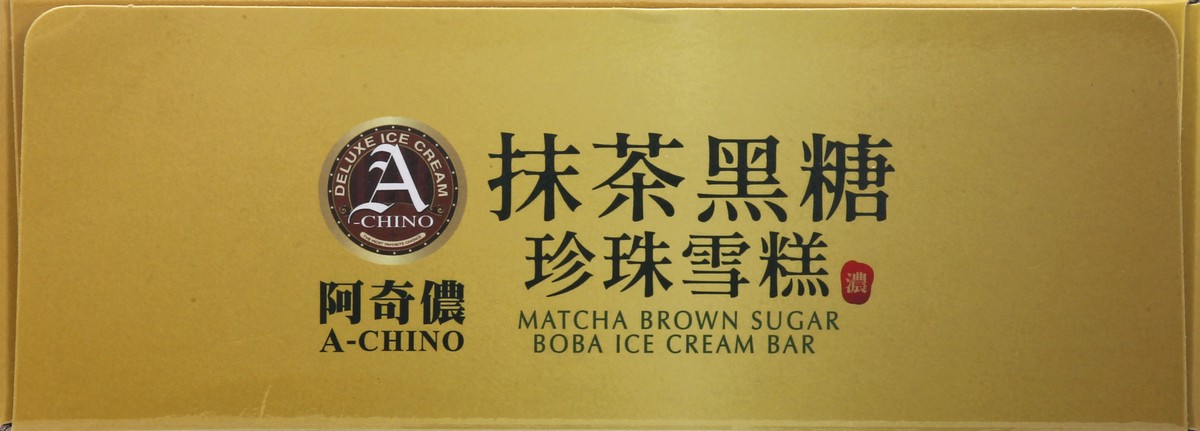 DELUXE ICE CREAM
A
-CHINO
阿奇儂
A-CHINO
抹茶黑糖
珍珠雪糕
濃
MATCHA BROWN SUGAR
BOBA ICE CREAM BAR